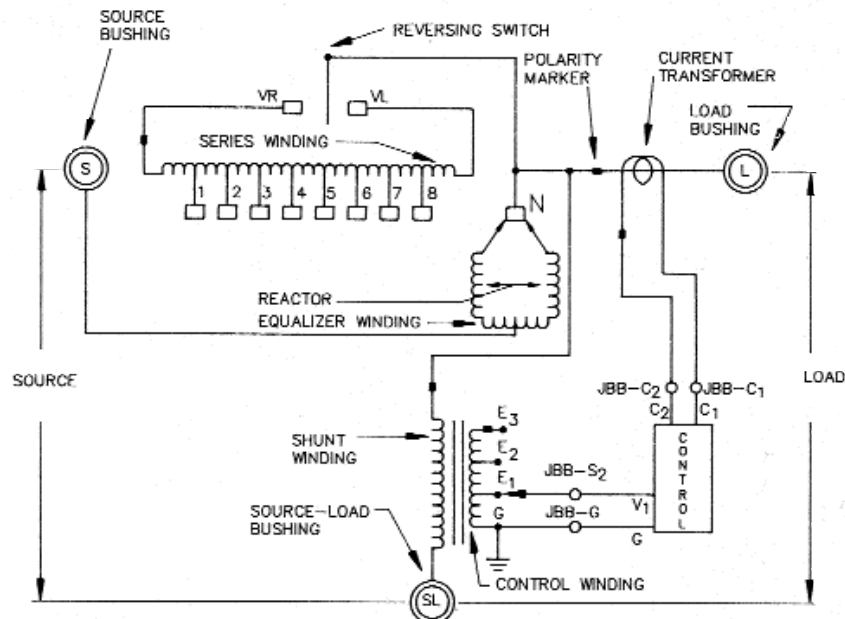 SOURCE
BUSHING
REVERSING SWITCH
POLARITY
MARKER
CURRENT
TRANSFORMER
VR
VL
LOAD
BUSHING
SERIES WINDING
S
L
1 2 3 4 5 6 7 8
N
REACTOR
EQUALIZER WINDING
SOURCE
LOAD
JBB-C2
JBB-C1
C2
C1
E3
SHUNT
WINDING
E2
CONTROL
E1
JBB-S2
V1
SOURCE-LOAD
BUSHING
G
JBB-G
G
CONTROL WINDING
SL